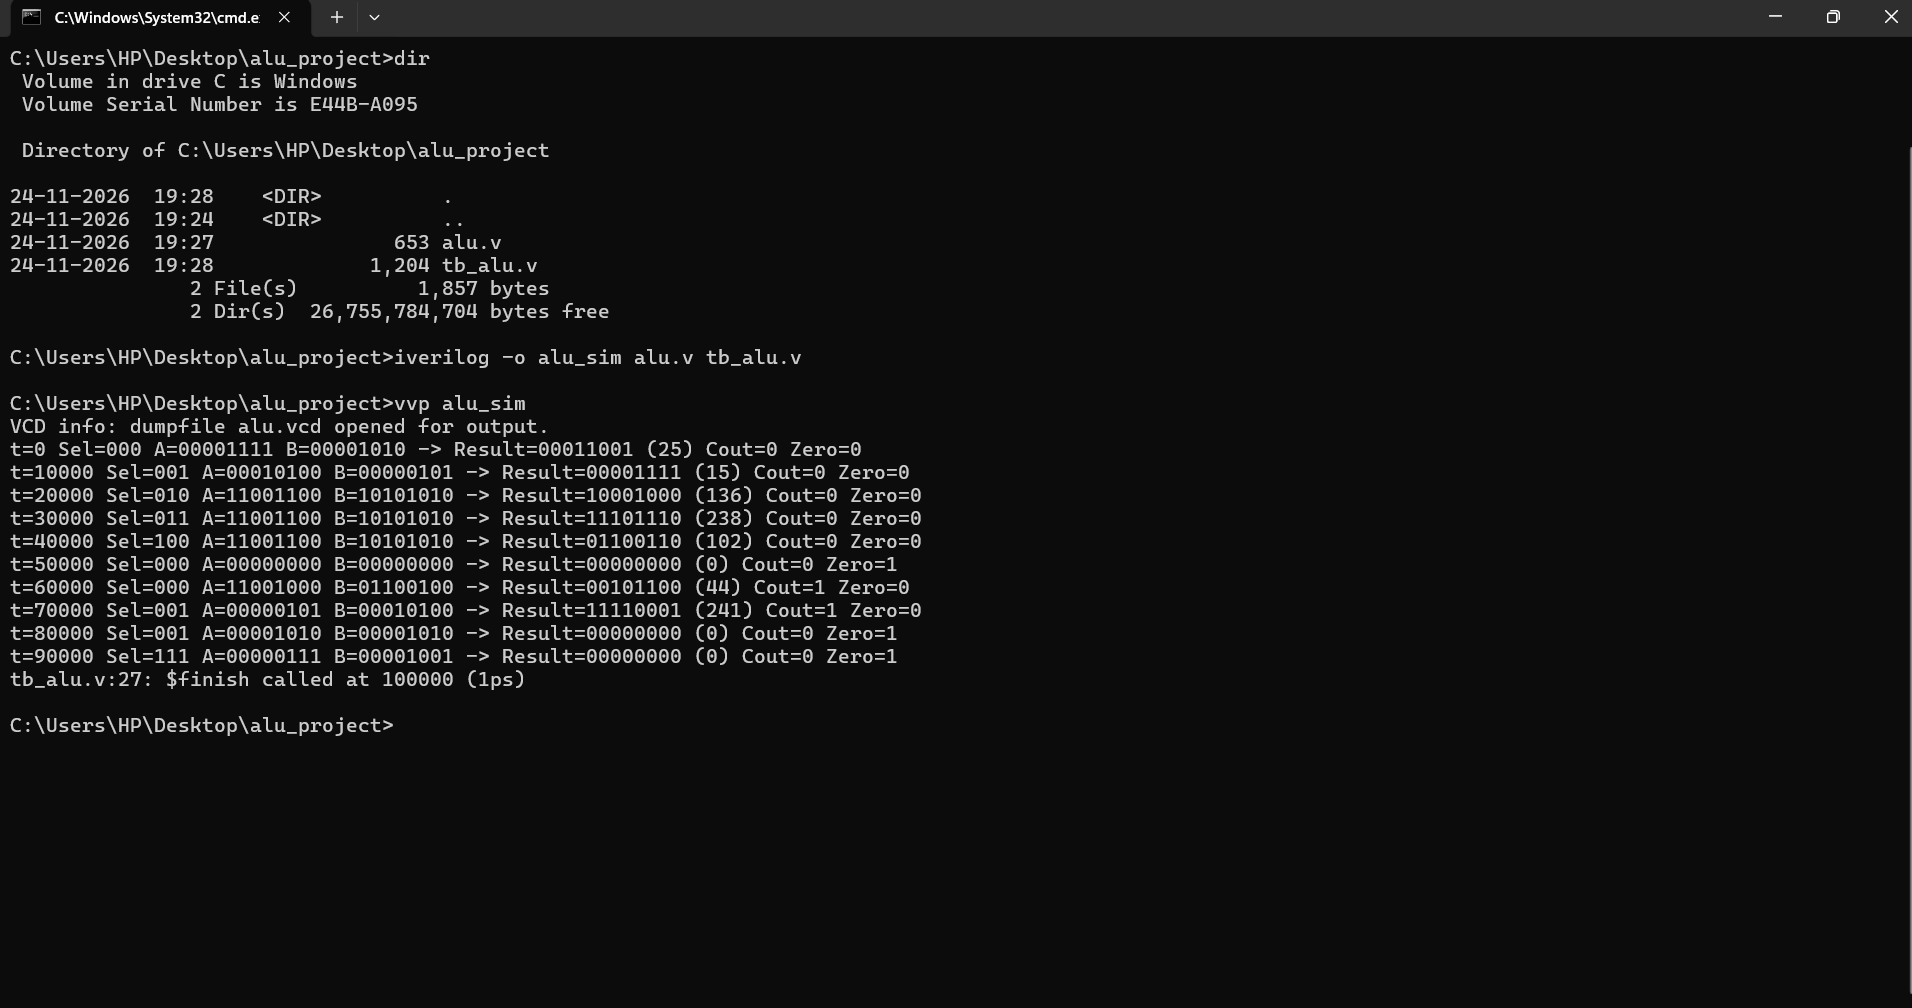 C:\Windows\System32\cmd.e
C:\Users\HP\Desktop\alu_project>dir
Volume in drive C is Windows
Volume Serial Number is E44B-A095
Directory of C:\Users\HP\Desktop\alu_project
24-11-2026  19:28    <DIR>          .
24-11-2026  19:24    <DIR>          ..
24-11-2026  19:27               653 alu.v
24-11-2026  19:28             1,204 tb_alu.v
2 File(s)          1,857 bytes
2 Dir(s)  26,755,784,704 bytes free
C:\Users\HP\Desktop\alu_project>iverilog -o alu_sim alu.v tb_alu.v
C:\Users\HP\Desktop\alu_project>vvp alu_sim
VCD info: dumpfile alu.vcd opened for output.
t=0 Sel=000 A=00001111 B=00001010 -> Result=00011001 (25) Cout=0 Zero=0
t=10000 Sel=001 A=00010100 B=00000101 -> Result=00001111 (15) Cout=0 Zero=0
t=20000 Sel=010 A=11001100 B=10101010 -> Result=10001000 (136) Cout=0 Zero=0
t=30000 Sel=011 A=11001100 B=10101010 -> Result=11101110 (238) Cout=0 Zero=0
t=40000 Sel=100 A=11001100 B=10101010 -> Result=01100110 (102) Cout=0 Zero=0
t=50000 Sel=000 A=00000000 B=00000000 -> Result=00000000 (0) Cout=0 Zero=1
t=60000 Sel=000 A=11001000 B=01100100 -> Result=00101100 (44) Cout=1 Zero=0
t=70000 Sel=001 A=00000101 B=00010100 -> Result=11110001 (241) Cout=1 Zero=0
t=80000 Sel=001 A=00001010 B=00001010 -> Result=00000000 (0) Cout=0 Zero=1
t=90000 Sel=111 A=00000111 B=00001001 -> Result=00000000 (0) Cout=0 Zero=1
tb_alu.v:27: $finish called at 100000 (1ps)
C:\Users\HP\Desktop\alu_project>